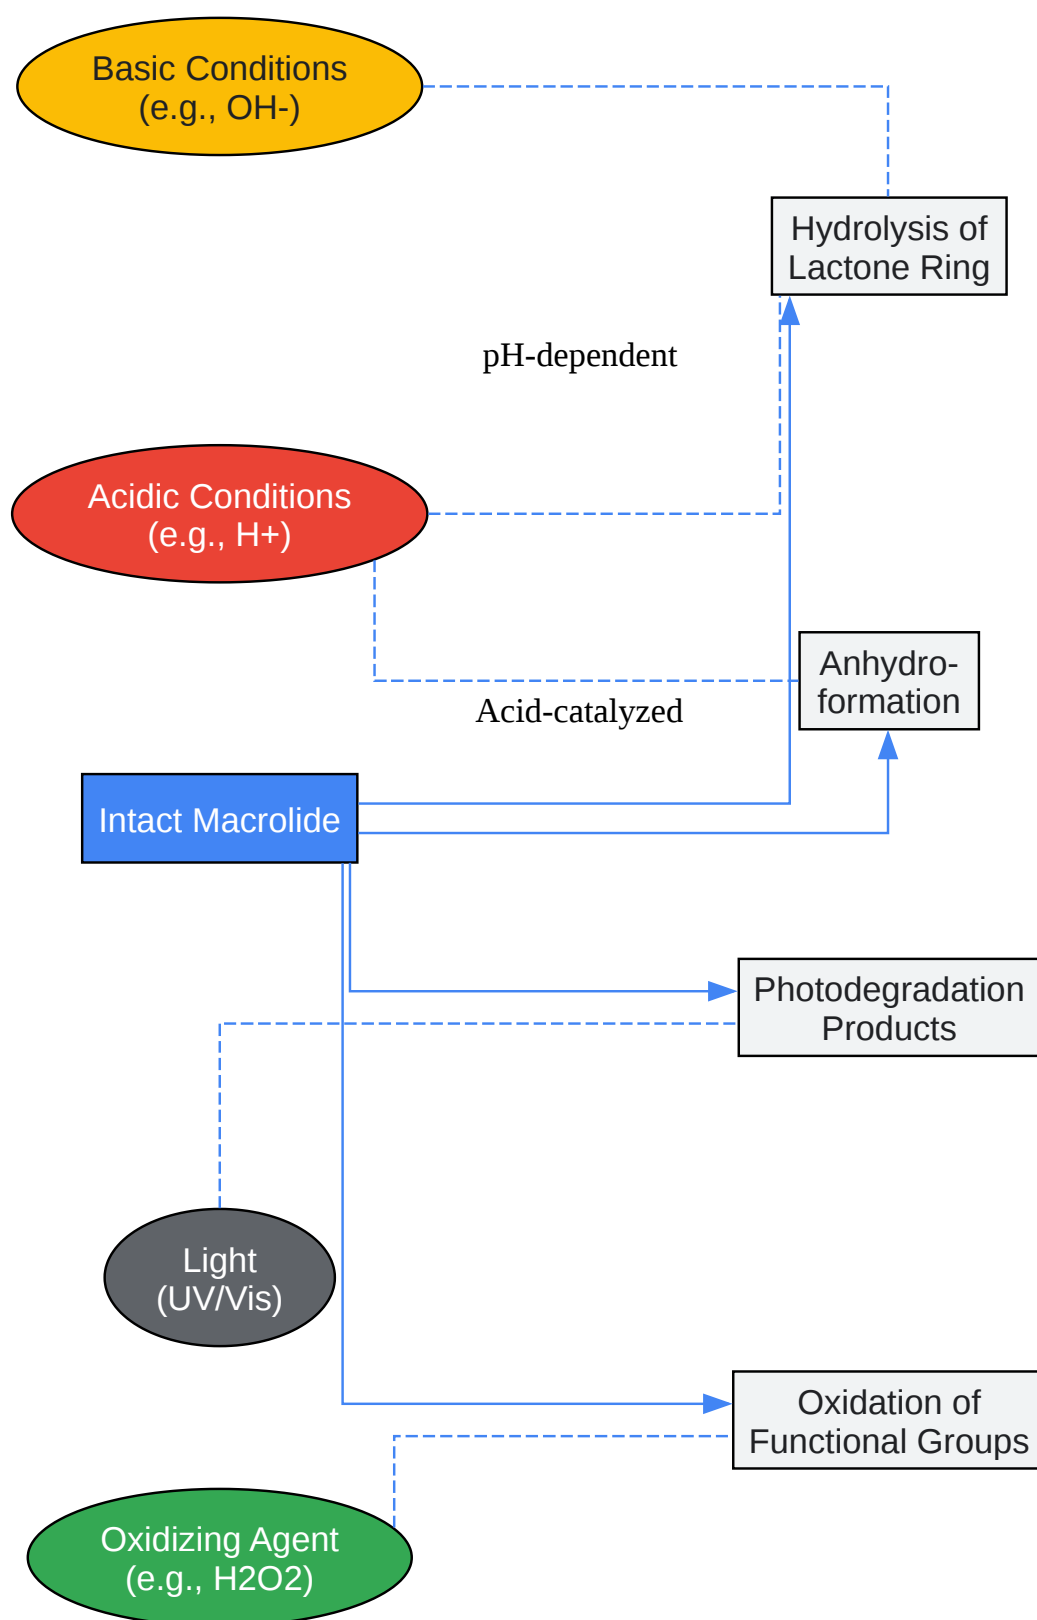 Basic Conditions
(e.g., OH-)
Hydrolysis of
Lactone Ring
pH-dependent
Acidic Conditions
(e.g., H+)
Anhydro-
formation
Acid-catalyzed
Intact Macrolide
Photodegradation
Products
Light
(UV/Vis)
Oxidation of
Functional Groups
Oxidizing Agent
(e.g., H2O2)